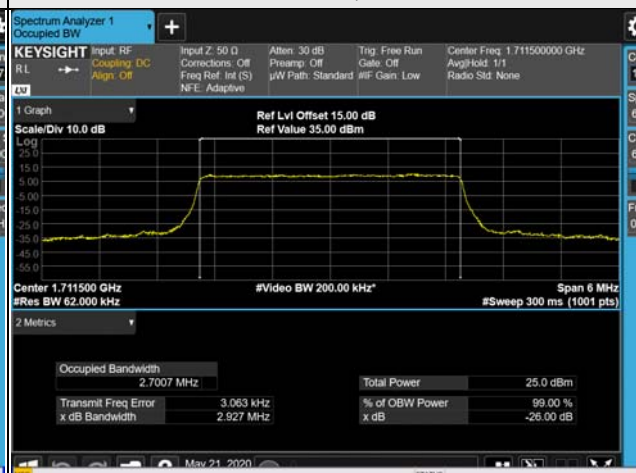 Spectrum Analyzer 1
Occupied BW
+
KEYSIGHT Input: RF Input Z: 50 Ω Atten: 30 dB Trig: Free Run Center Freq: 1.711500000 GHz
RL Coupling: DC Corrections: Off Preamp: Off Gate: Off Avg|Hold: 1/1
Align: Off Freq Ref: Int (S) µW Path: Standard #IF Gain: Low Radio Std: None
LXI NFE: Adaptive
1 Graph
Ref Lvl Offset 15.00 dB
Scale/Div 10.0 dB Ref Value 35.00 dBm
Log
25.0
15.0
5.00
-5.00
-15.0
-25.0
-35.0
-45.0
-55.0
Center 1.711500 GHz #Video BW 200.00 kHz* Span 6 MHz
#Res BW 62.000 kHz #Sweep 300 ms (1001 pts)
2 Metrics
Occupied Bandwidth
2.7007 MHz Total Power 25.0 dBm
Transmit Freq Error 3.063 kHz % of OBW Power 99.00 %
x dB Bandwidth 2.927 MHz x dB -26.00 dB
May 21, 2020